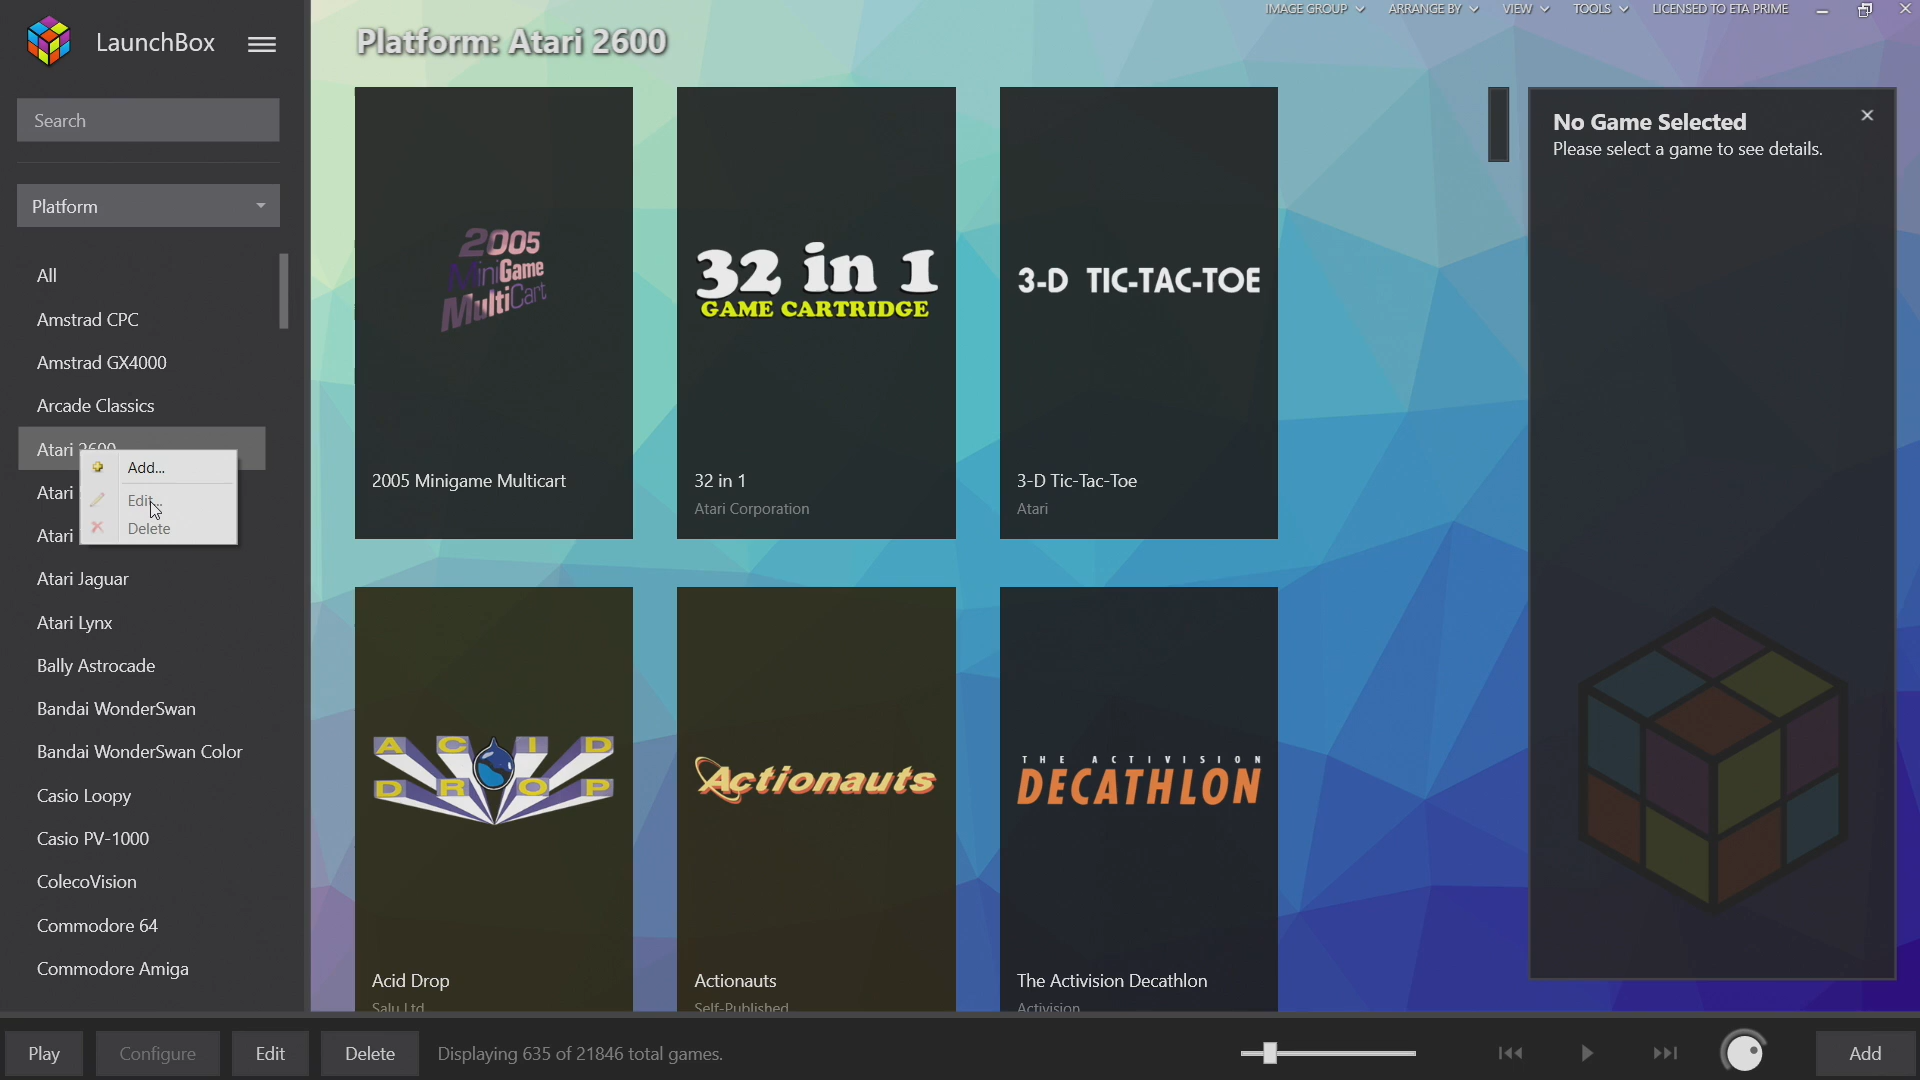 LaunchBox
Search
Platform
All
Amstrad CPC
Amstrad GX4000
Arcade Classics
Atari 2600
Atari
Atari
Atari Jaguar
Atari Lynx
Bally Astrocade
Bandai WonderSwan
Bandai WonderSwan Color
Casio Loopy
Casio PV-1000
ColecoVision
Commodore 64
Commodore Amiga
Add...
Edit...
Delete
IMAGE GROUP
ARRANGE BY
VIEW
TOOLS
LICENSED TO ETA PRIME
Platform: Atari 2600
2005
MiniGame
MultiCart
2005 Minigame Multicart
32 in 1
GAME CARTRIDGE
32 in 1
Atari Corporation
3-D TIC-TAC-TOE
3-D Tic-Tac-Toe
Atari
ACID
DROP
Acid Drop
Salu Ltd
Actionauts
Actionauts
Self-Published
THE ACTIVISION
DECATHLON
The Activision Decathlon
Activision
No Game Selected
Please select a game to see details.
Play
Configure
Edit
Delete
Displaying 635 of 21846 total games.
Add